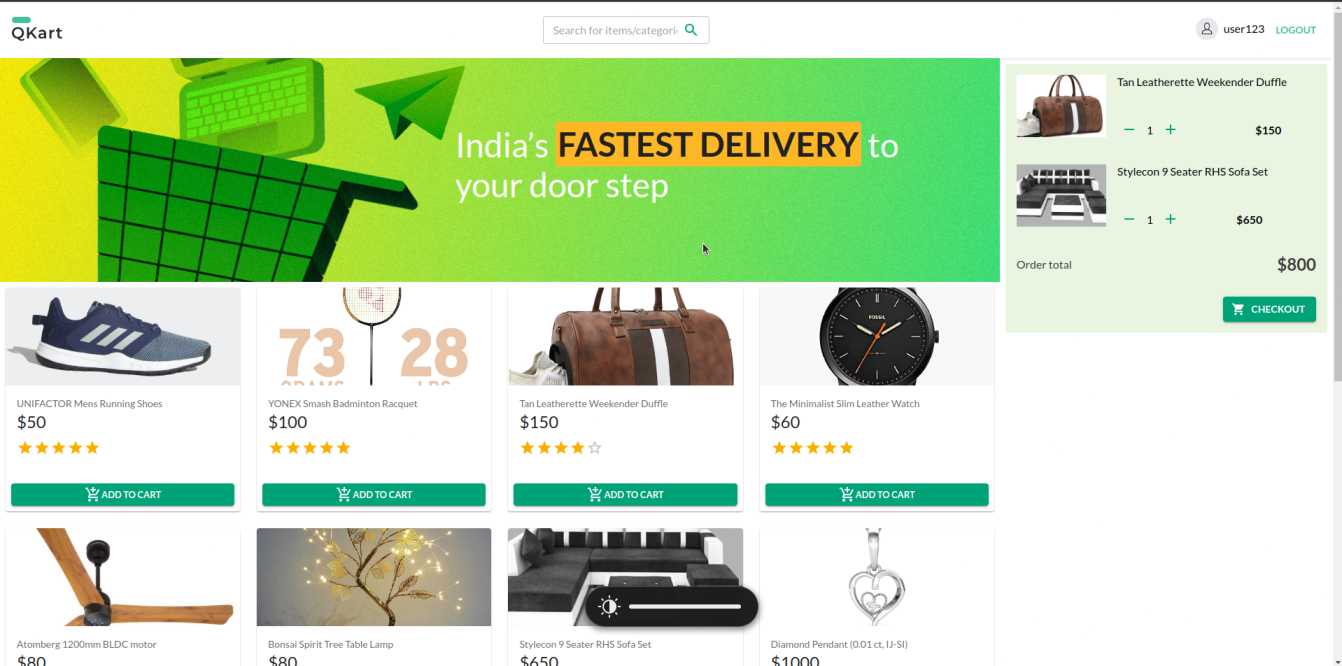 QKart
Search for items/categori
user123
LOGOUT
India's FASTEST DELIVERY to
your door step
Tan Leatherette Weekender Duffle
1
$150
Stylecon 9 Seater RHS Sofa Set
1
$650
Order total
$800
CHECKOUT
73 28
GRAMS LBS
FOSSIL
UNIFACTOR Mens Running Shoes
$50
ADD TO CART
YONEX Smash Badminton Racquet
$100
ADD TO CART
Tan Leatherette Weekender Duffle
$150
ADD TO CART
The Minimalist Slim Leather Watch
$60
ADD TO CART
Atomberg 1200mm BLDC motor
$80
Bonsai Spirit Tree Table Lamp
$80
Stylecon 9 Seater RHS Sofa Set
$650
Diamond Pendant (0.01 ct, IJ-SI)
$1000